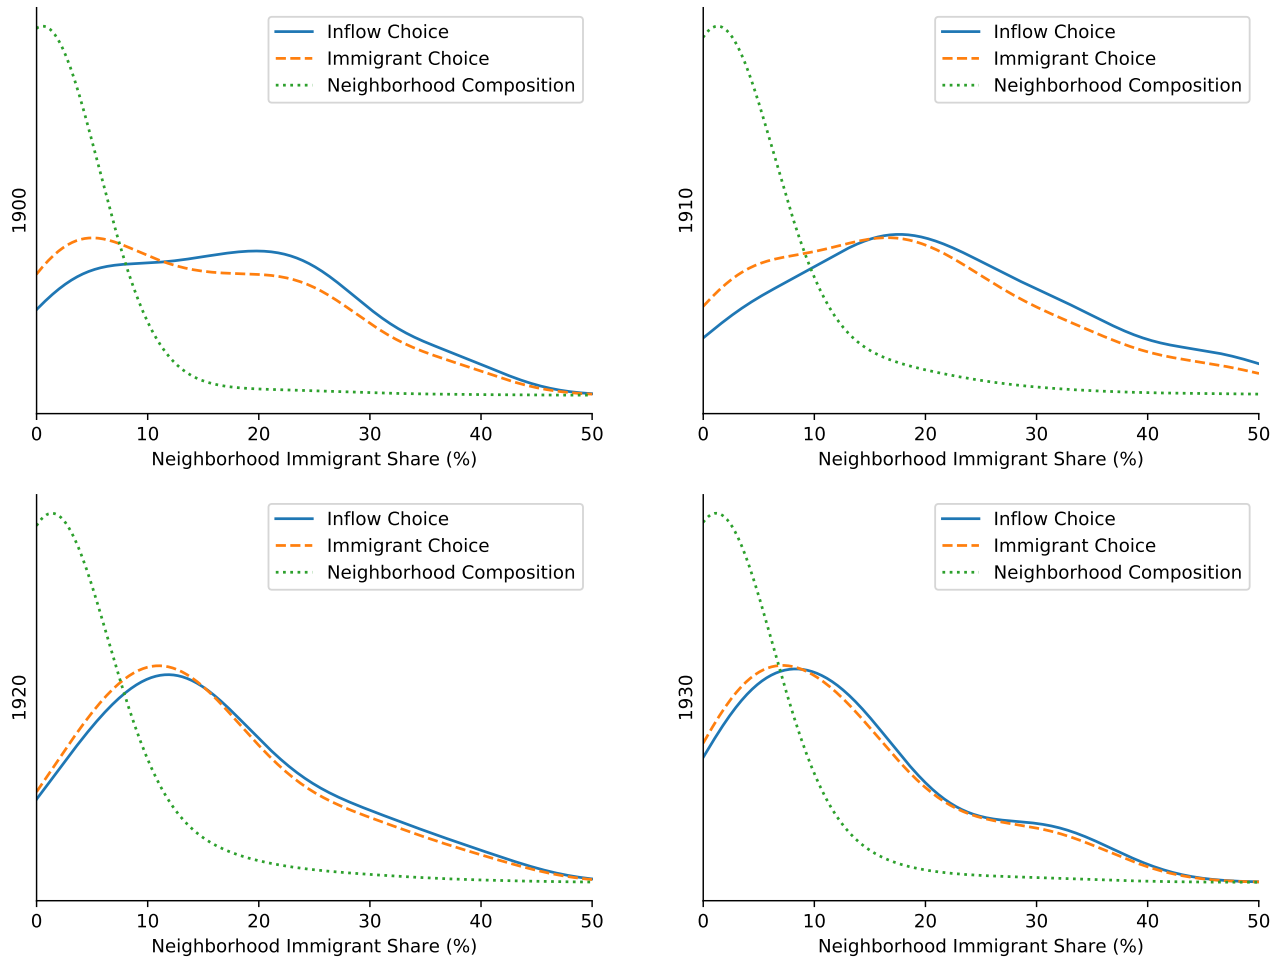 1900
Inflow Choice
Immigrant Choice
Neighborhood Composition
0 10 20 30 40 50
Neighborhood Immigrant Share (%)
1910
Inflow Choice
Immigrant Choice
Neighborhood Composition
0 10 20 30 40 50
Neighborhood Immigrant Share (%)
1920
Inflow Choice
Immigrant Choice
Neighborhood Composition
0 10 20 30 40 50
Neighborhood Immigrant Share (%)
1930
Inflow Choice
Immigrant Choice
Neighborhood Composition
0 10 20 30 40 50
Neighborhood Immigrant Share (%)